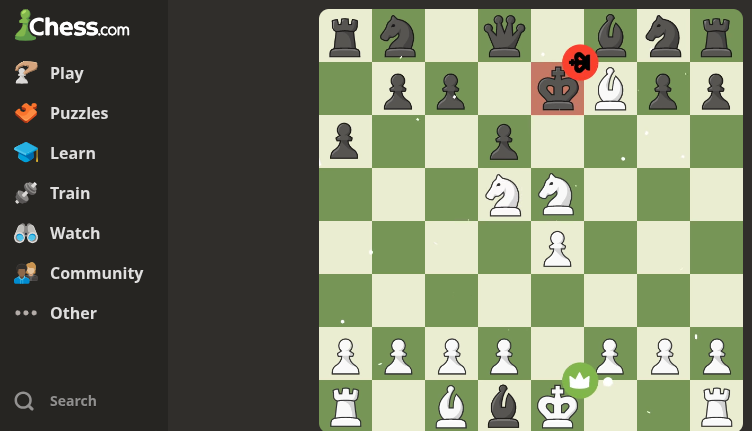 Chess.com
Play
Puzzles
Learn
Train
Watch
Community
Other
Search